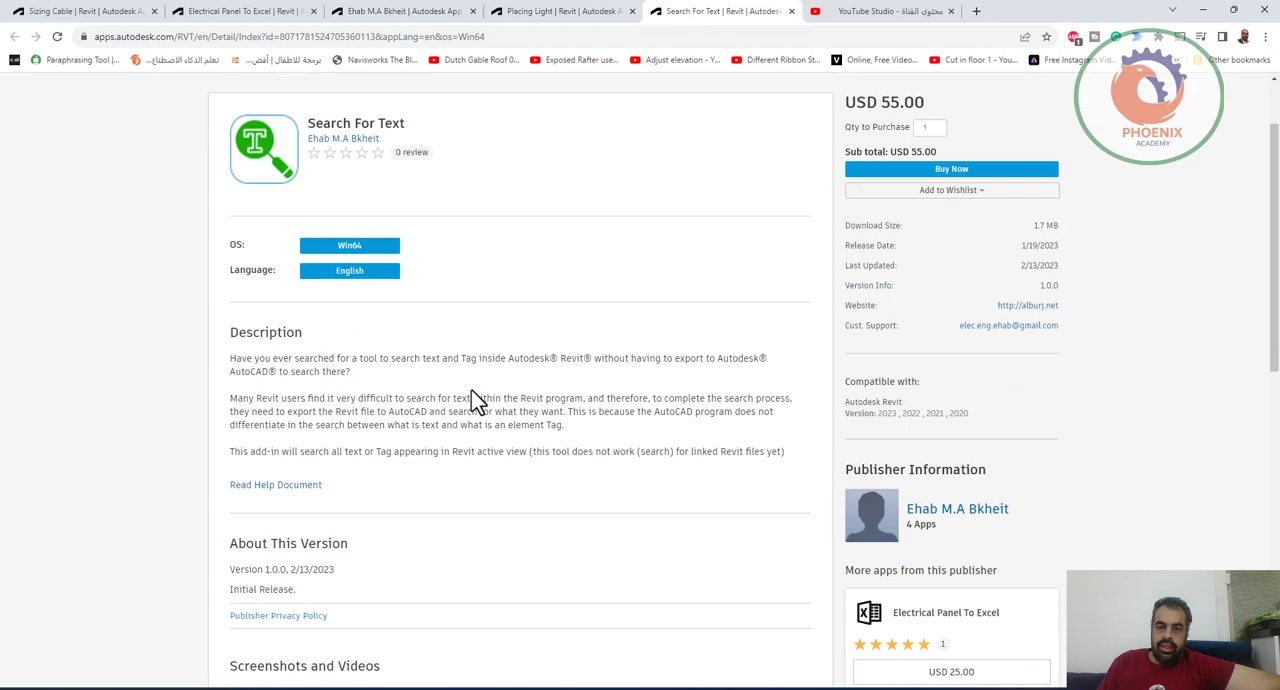 Sizing Cable | Revit | Autodesk Ap
Electrical Panel To Excel | Revit | A
Ehab M.A Bkheit | Autodesk App
Placing Light | Revit | Autodesk A
Search For Text | Revit | Autodesk
YouTube Studio - محتوى القناة
apps.autodesk.com/RVT/en/Detail/Index?id=8071781524705360113&appLang=en&os=Win64
Paraphrasing Tool |...
تعلم الذكاء الاصطناع...
برمجة للاطفال | أفض...
Navisworks The Bl...
Dutch Gable Roof 0...
Exposed Rafter use...
Adjust elevation - Y...
Different Ribbon St...
Online, Free Video...
Cut in floor 1 - You...
Free Instagram V
Other bookmarks
PHOENIX
ACADEMY
Search For Text
Ehab M.A Bkheit
0 review
OS:
Win64
Language:
English
Description
Have you ever searched for a tool to search text and Tag inside Autodesk® Revit® without having to export to Autodesk®
AutoCAD® to search there?
Many Revit users find it very difficult to search for text within the Revit program, and therefore, to complete the search process,
they need to export the Revit file to AutoCAD and search for what they want. This is because the AutoCAD program does not
differentiate in the search between what is text and what is an element Tag.
This add-in will search all text or Tag appearing in Revit active view (this tool does not work (search) for linked Revit files yet)
Read Help Document
About This Version
Version 1.0.0, 2/13/2023
Initial Release.
Publisher Privacy Policy
Screenshots and Videos
USD 55.00
Qty to Purchase ١
Sub total: USD 55.00
Buy Now
Add to Wishlist
Download Size: 1.7 MB
Release Date: 1/19/2023
Last Updated: 2/13/2023
Version Info: 1.0.0
Website: http://alburj.net
Cust. Support: elec.eng.ehab@gmail.com
Compatible with:
Autodesk Revit
Version: 2023 , 2022 , 2021 , 2020
Publisher Information
Ehab M.A Bkheit
4 Apps
More apps from this publisher
Electrical Panel To Excel
1
USD 25.00